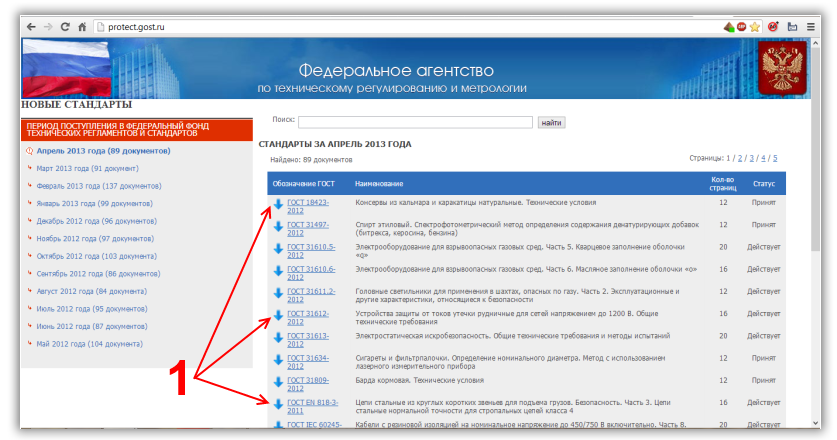 protect.gost.ru
Федеральное агентство
по техническому регулированию и метрологии
НОВЫЕ СТАНДАРТЫ
ПЕРИОД ПОСТУПЛЕНИЯ В ФЕДЕРАЛЬНЫЙ ФОНД
ТЕХНИЧЕСКИХ РЕГЛАМЕНТОВ И СТАНДАРТОВ
Апрель 2013 года (89 документов)
Март 2013 года (91 документ)
Февраль 2013 года (137 документов)
Январь 2013 года (99 документов)
Декабрь 2012 года (96 документов)
Ноябрь 2012 года (97 документов)
Октябрь 2012 года (103 документа)
Сентябрь 2012 года (86 документов)
Август 2012 года (84 документа)
Июль 2012 года (95 документов)
Июнь 2012 года (87 документов)
Май 2012 года (104 документа)
1
Поиск:
найти
СТАНДАРТЫ ЗА АПРЕЛЬ 2013 ГОДА
Найдено: 89 документов
Страницы: 1 / 2 / 3 / 4 / 5
Обозначение ГОСТ Наименование Кол-во страниц Статус
ГОСТ 18423- Консервы из кальмара и каракатицы натуральные. Технические условия 12 Принят
2012
ГОСТ 31497- Спирт этиловый. Спектрофотометрический метод определения содержания денатурирующих добавок 12 Принят
2012 (битрекса, керосина, бензина)
ГОСТ 31610.5- Электрооборудование для взрывоопасных газовых сред. Часть 5. Кварцевое заполнение оболочки 20 Действует
2012 «q»
ГОСТ 31610.6- Электрооборудование для взрывоопасных газовых сред. Часть 6. Масляное заполнение оболочки «o» 16 Действует
2012
ГОСТ 31611.2- Головные светильники для применения в шахтах, опасных по газу. Часть 2. Эксплуатационные и 12 Действует
2012 другие характеристики, относящиеся к безопасности
ГОСТ 31612- Устройства защиты от токов утечки рудничные для сетей напряжением до 1200 В. Общие 16 Действует
2012 технические требования
ГОСТ 31613- Электростатическая искробезопасность. Общие технические требования и методы испытаний 20 Действует
2012
ГОСТ 31634- Сигареты и фильтрпалочки. Определение номинального диаметра. Метод с использованием 12 Принят
2012 лазерного измерительного прибора
ГОСТ 31809- Барда кормовая. Технические условия 12 Принят
2012
ГОСТ EN 818-3- Цепи стальные из круглых коротких звеньев для подъема грузов. Безопасность. Часть 3. Цепи 16 Действует
2011 стальные нормальной точности для стропальных цепей класса 4
ГОСТ IEC 60245- Кабели с резиновой изоляцией на номинальное напряжение до 450/750 В включительно. Часть 8. 20 Действует